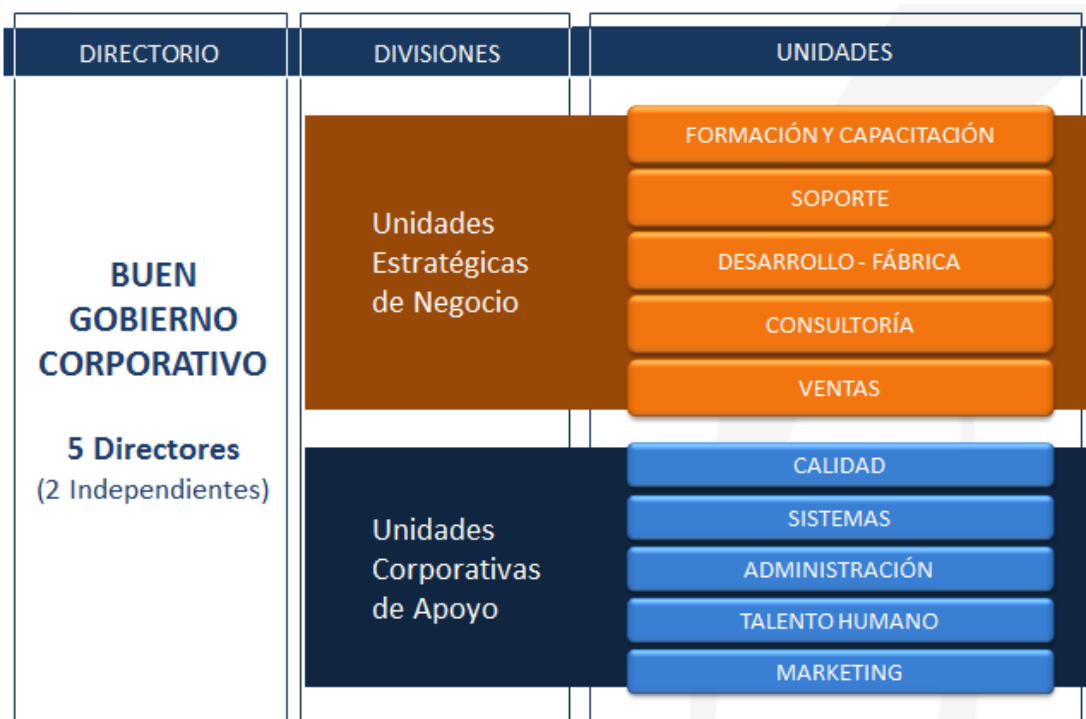 DIRECTORIO
DIVISIONES
UNIDADES
BUEN
GOBIERNO
CORPORATIVO
5 Directores
(2 Independientes)
Unidades
Estratégicas
de Negocio
FORMACIÓN Y CAPACITACIÓN
SOPORTE
DESARROLLO - FÁBRICA
CONSULTORÍA
VENTAS
Unidades
Corporativas
de Apoyo
CALIDAD
SISTEMAS
ADMINISTRACIÓN
TALENTO HUMANO
MARKETING